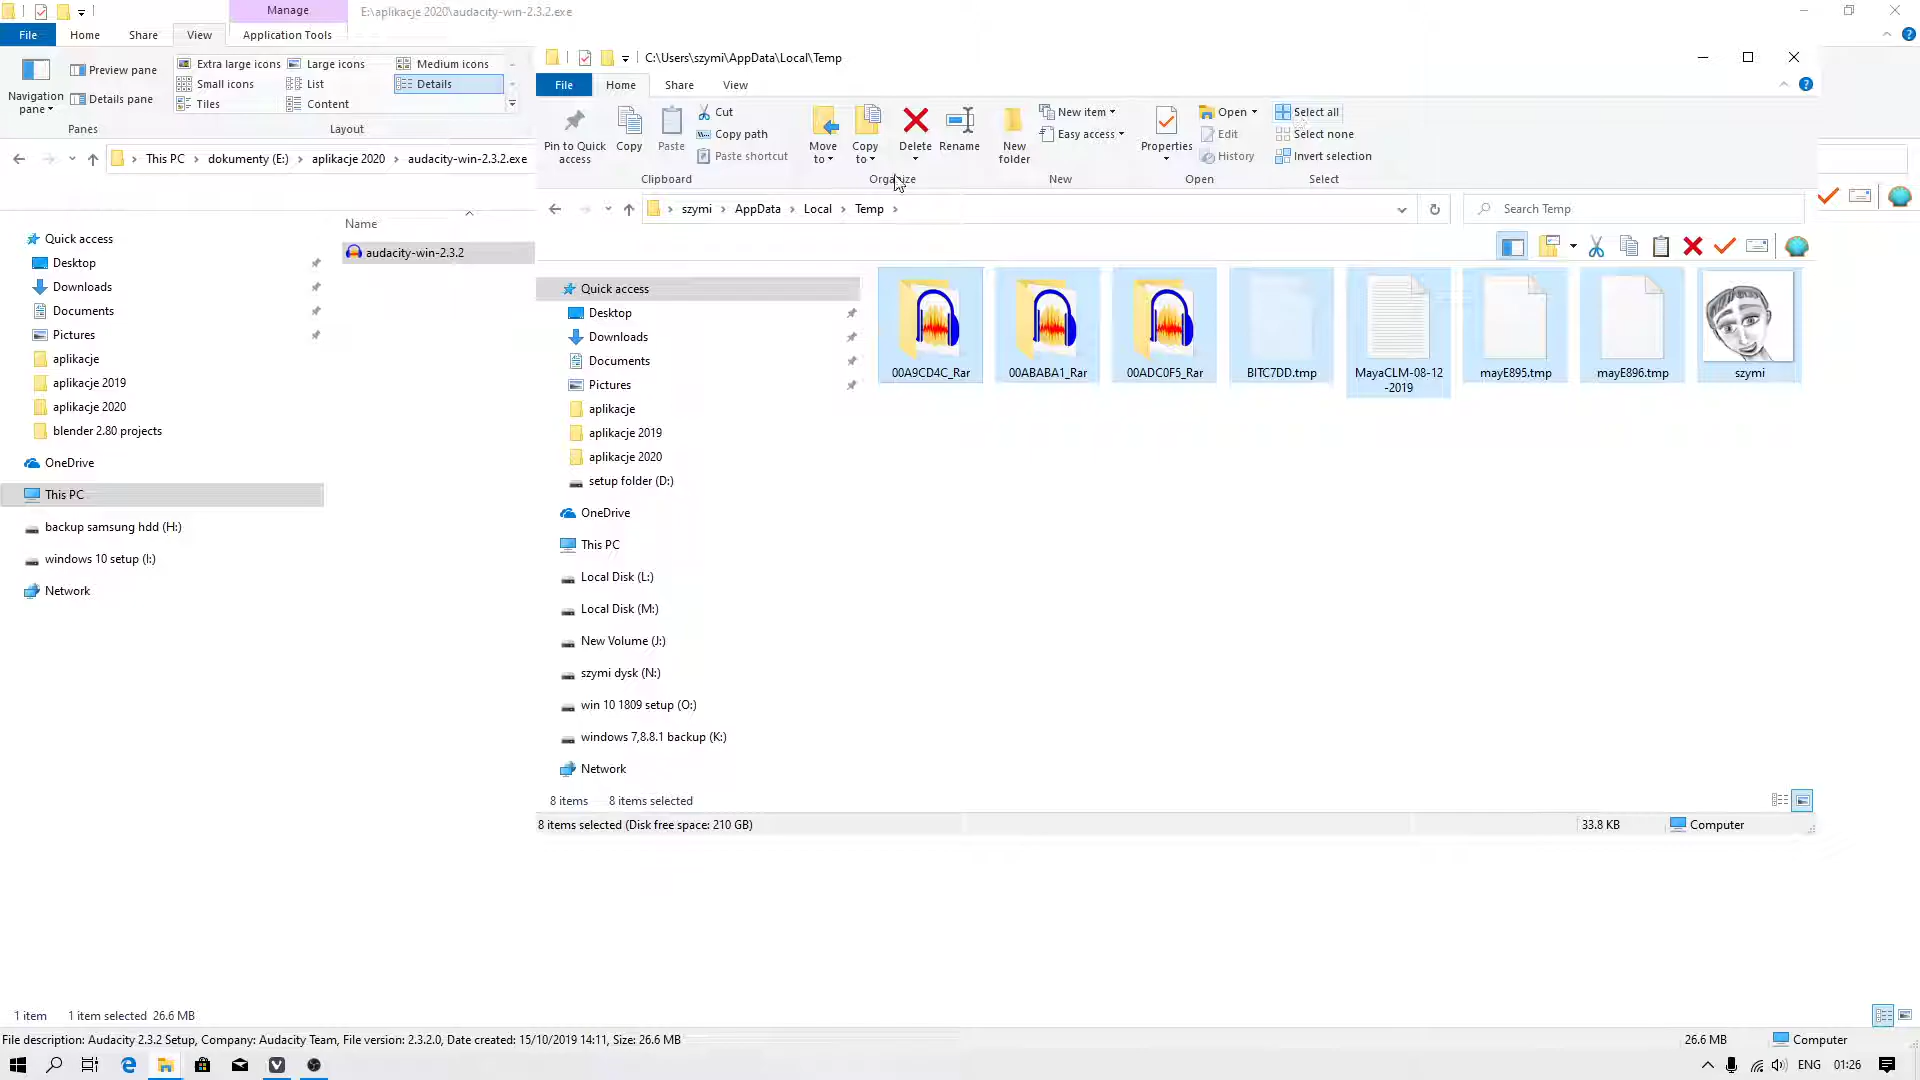 Manage
E:\aplikacje 2020\audacity-win-2.3.2.exe
File
Home
Share
View
Application Tools
Navigation pane
Preview pane
Details pane
Panes
Extra large icons
Large icons
Medium icons
Small icons
List
Details
Tiles
Content
Layout
This PC
dokumenty (E:)
aplikacje 2020
audacity-win-2.3.2.exe
Name
audacity-win-2.3.2
Quick access
Desktop
Downloads
Documents
Pictures
aplikacje
aplikacje 2019
aplikacje 2020
blender 2.80 projects
OneDrive
This PC
backup samsung hdd (H:)
windows 10 setup (I:)
Network
C:\Users\szymi\AppData\Local\Temp
File
Home
Share
View
Pin to Quick access
Copy
Paste
Cut
Copy path
Paste shortcut
Clipboard
Move to
Copy to
Delete
Rename
Organize
New folder
New item
Easy access
New
Properties
Open
Edit
History
Open
Select all
Select none
Invert selection
Select
szymi
AppData
Local
Temp
Search Temp
Quick access
Desktop
Downloads
Documents
Pictures
aplikacje
aplikacje 2019
aplikacje 2020
setup folder (D:)
OneDrive
This PC
Local Disk (L:)
Local Disk (M:)
New Volume (J:)
szymi dysk (N:)
win 10 1809 setup (O:)
windows 7,8.8.1 backup (K:)
Network
00A9CD4C_Rar
00ABABA1_Rar
00ADC0F5_Rar
BITC7DD.tmp
MayaCLM-08-12
-2019
mayE895.tmp
mayE896.tmp
szymi
8 items
8 items selected
8 items selected (Disk free space: 210 GB)
33.8 KB
Computer
1 item
1 item selected 26.6 MB
File description: Audacity 2.3.2 Setup, Company: Audacity Team, File version: 2.3.2.0, Date created: 15/10/2019 14:11, Size: 26.6 MB
26.6 MB
Computer
ENG
01:26